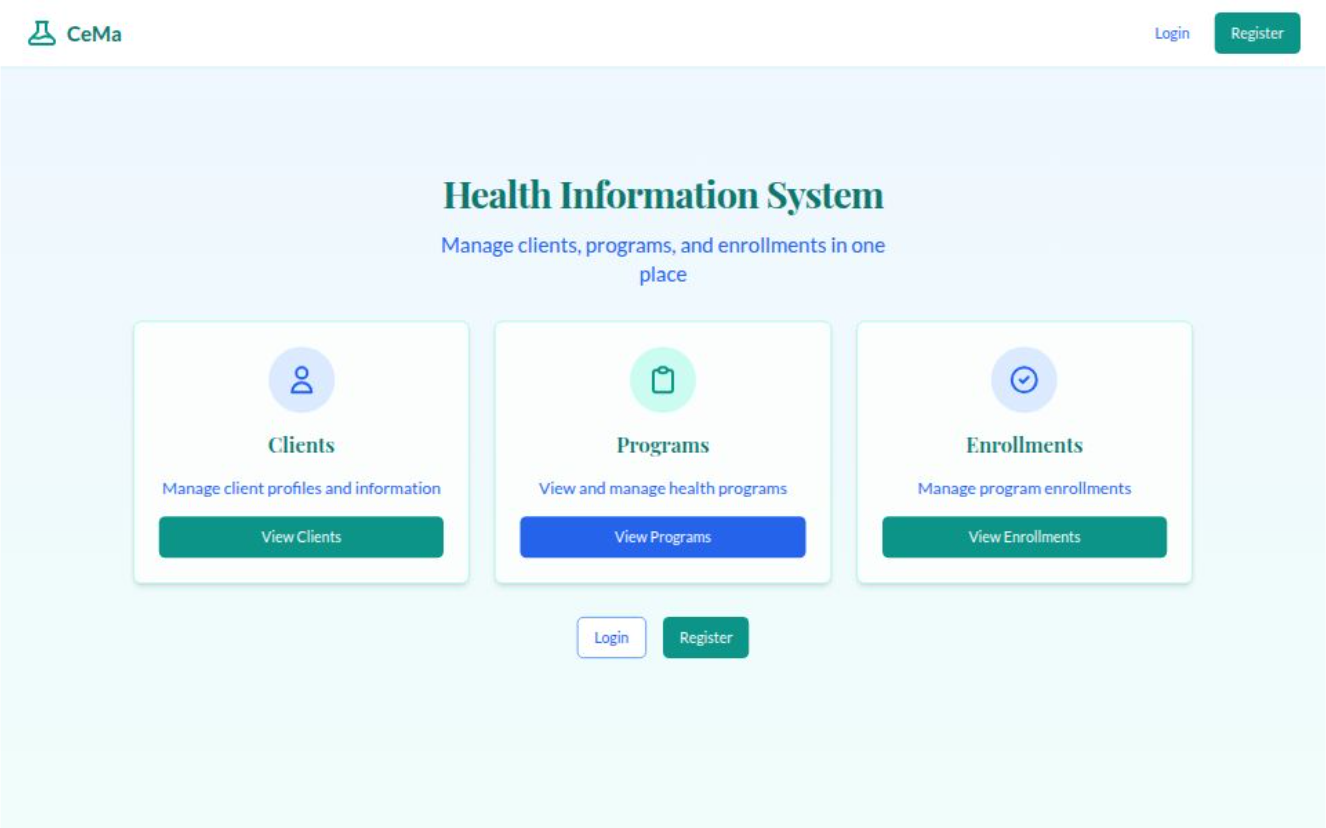 CeMa
Login
Register
Health Information System
Manage clients, programs, and enrollments in one
place
Clients
Manage client profiles and information
View Clients
Programs
View and manage health programs
View Programs
Enrollments
Manage program enrollments
View Enrollments
Login
Register